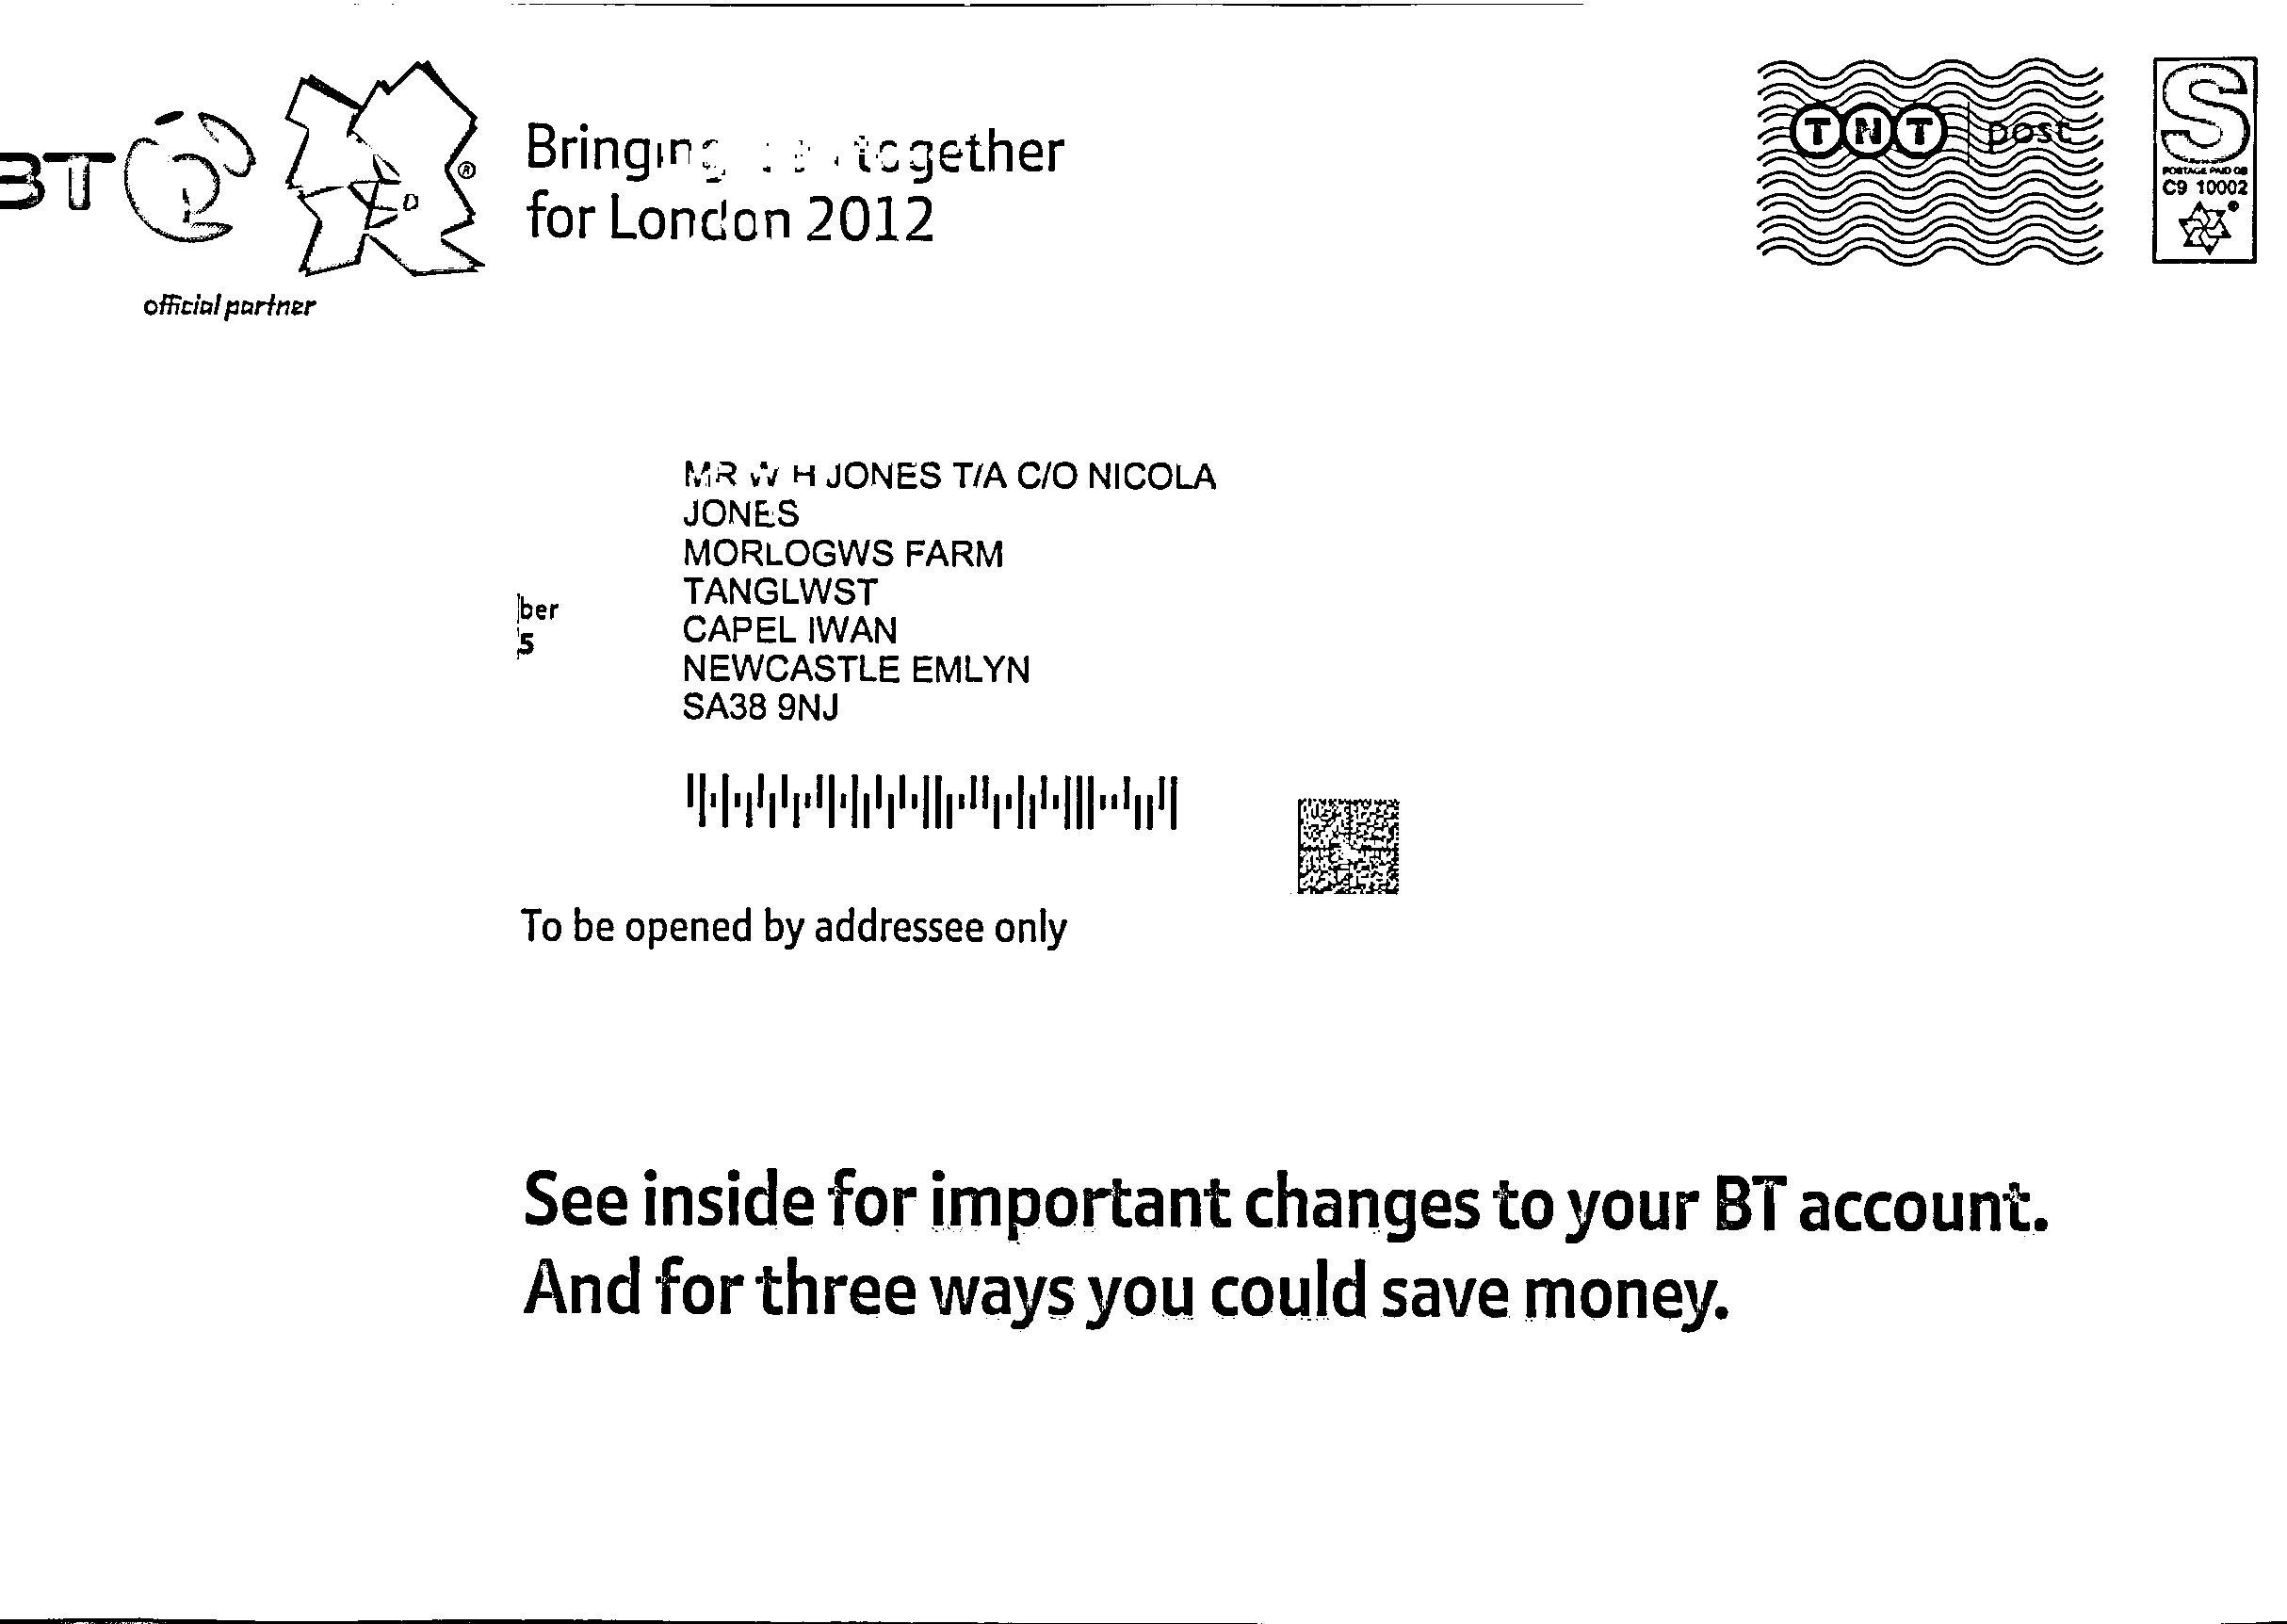 BT
Bringing together
for London 2012
official partner
TNT post
S
POSTAGE PAID GB
C9 10002
MR W H JONES T/A C/O NICOLA
JONES
MORLOGWS FARM
TANGLWST
ber
CAPEL IWAN
5
NEWCASTLE EMLYN
SA38 9NJ
To be opened by addressee only
See inside for important changes to your BT account.
And for three ways you could save money.